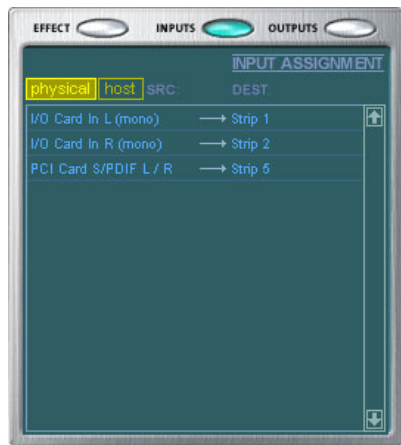 EFFECT INPUTS OUTPUTS
INPUT ASSIGNMENT
physical host SRC: DEST:
I/O Card In L (mono) → Strip 1
I/O Card In R (mono) → Strip 2
PCI Card S/PDIF L / R → Strip 5